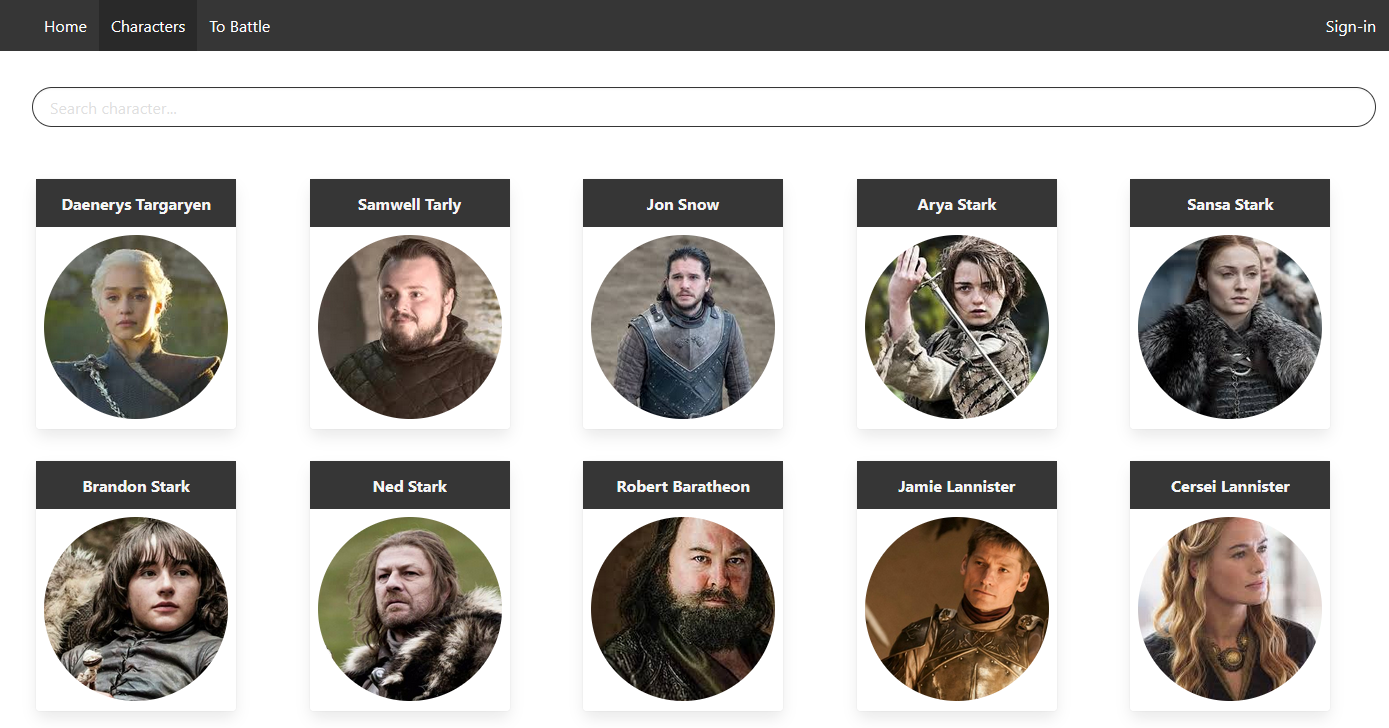 Home Characters To Battle Sign-in
Search character...
Daenerys Targaryen Samwell Tarly Jon Snow Arya Stark Sansa Stark
Brandon Stark Ned Stark Robert Baratheon Jamie Lannister Cersei Lannister